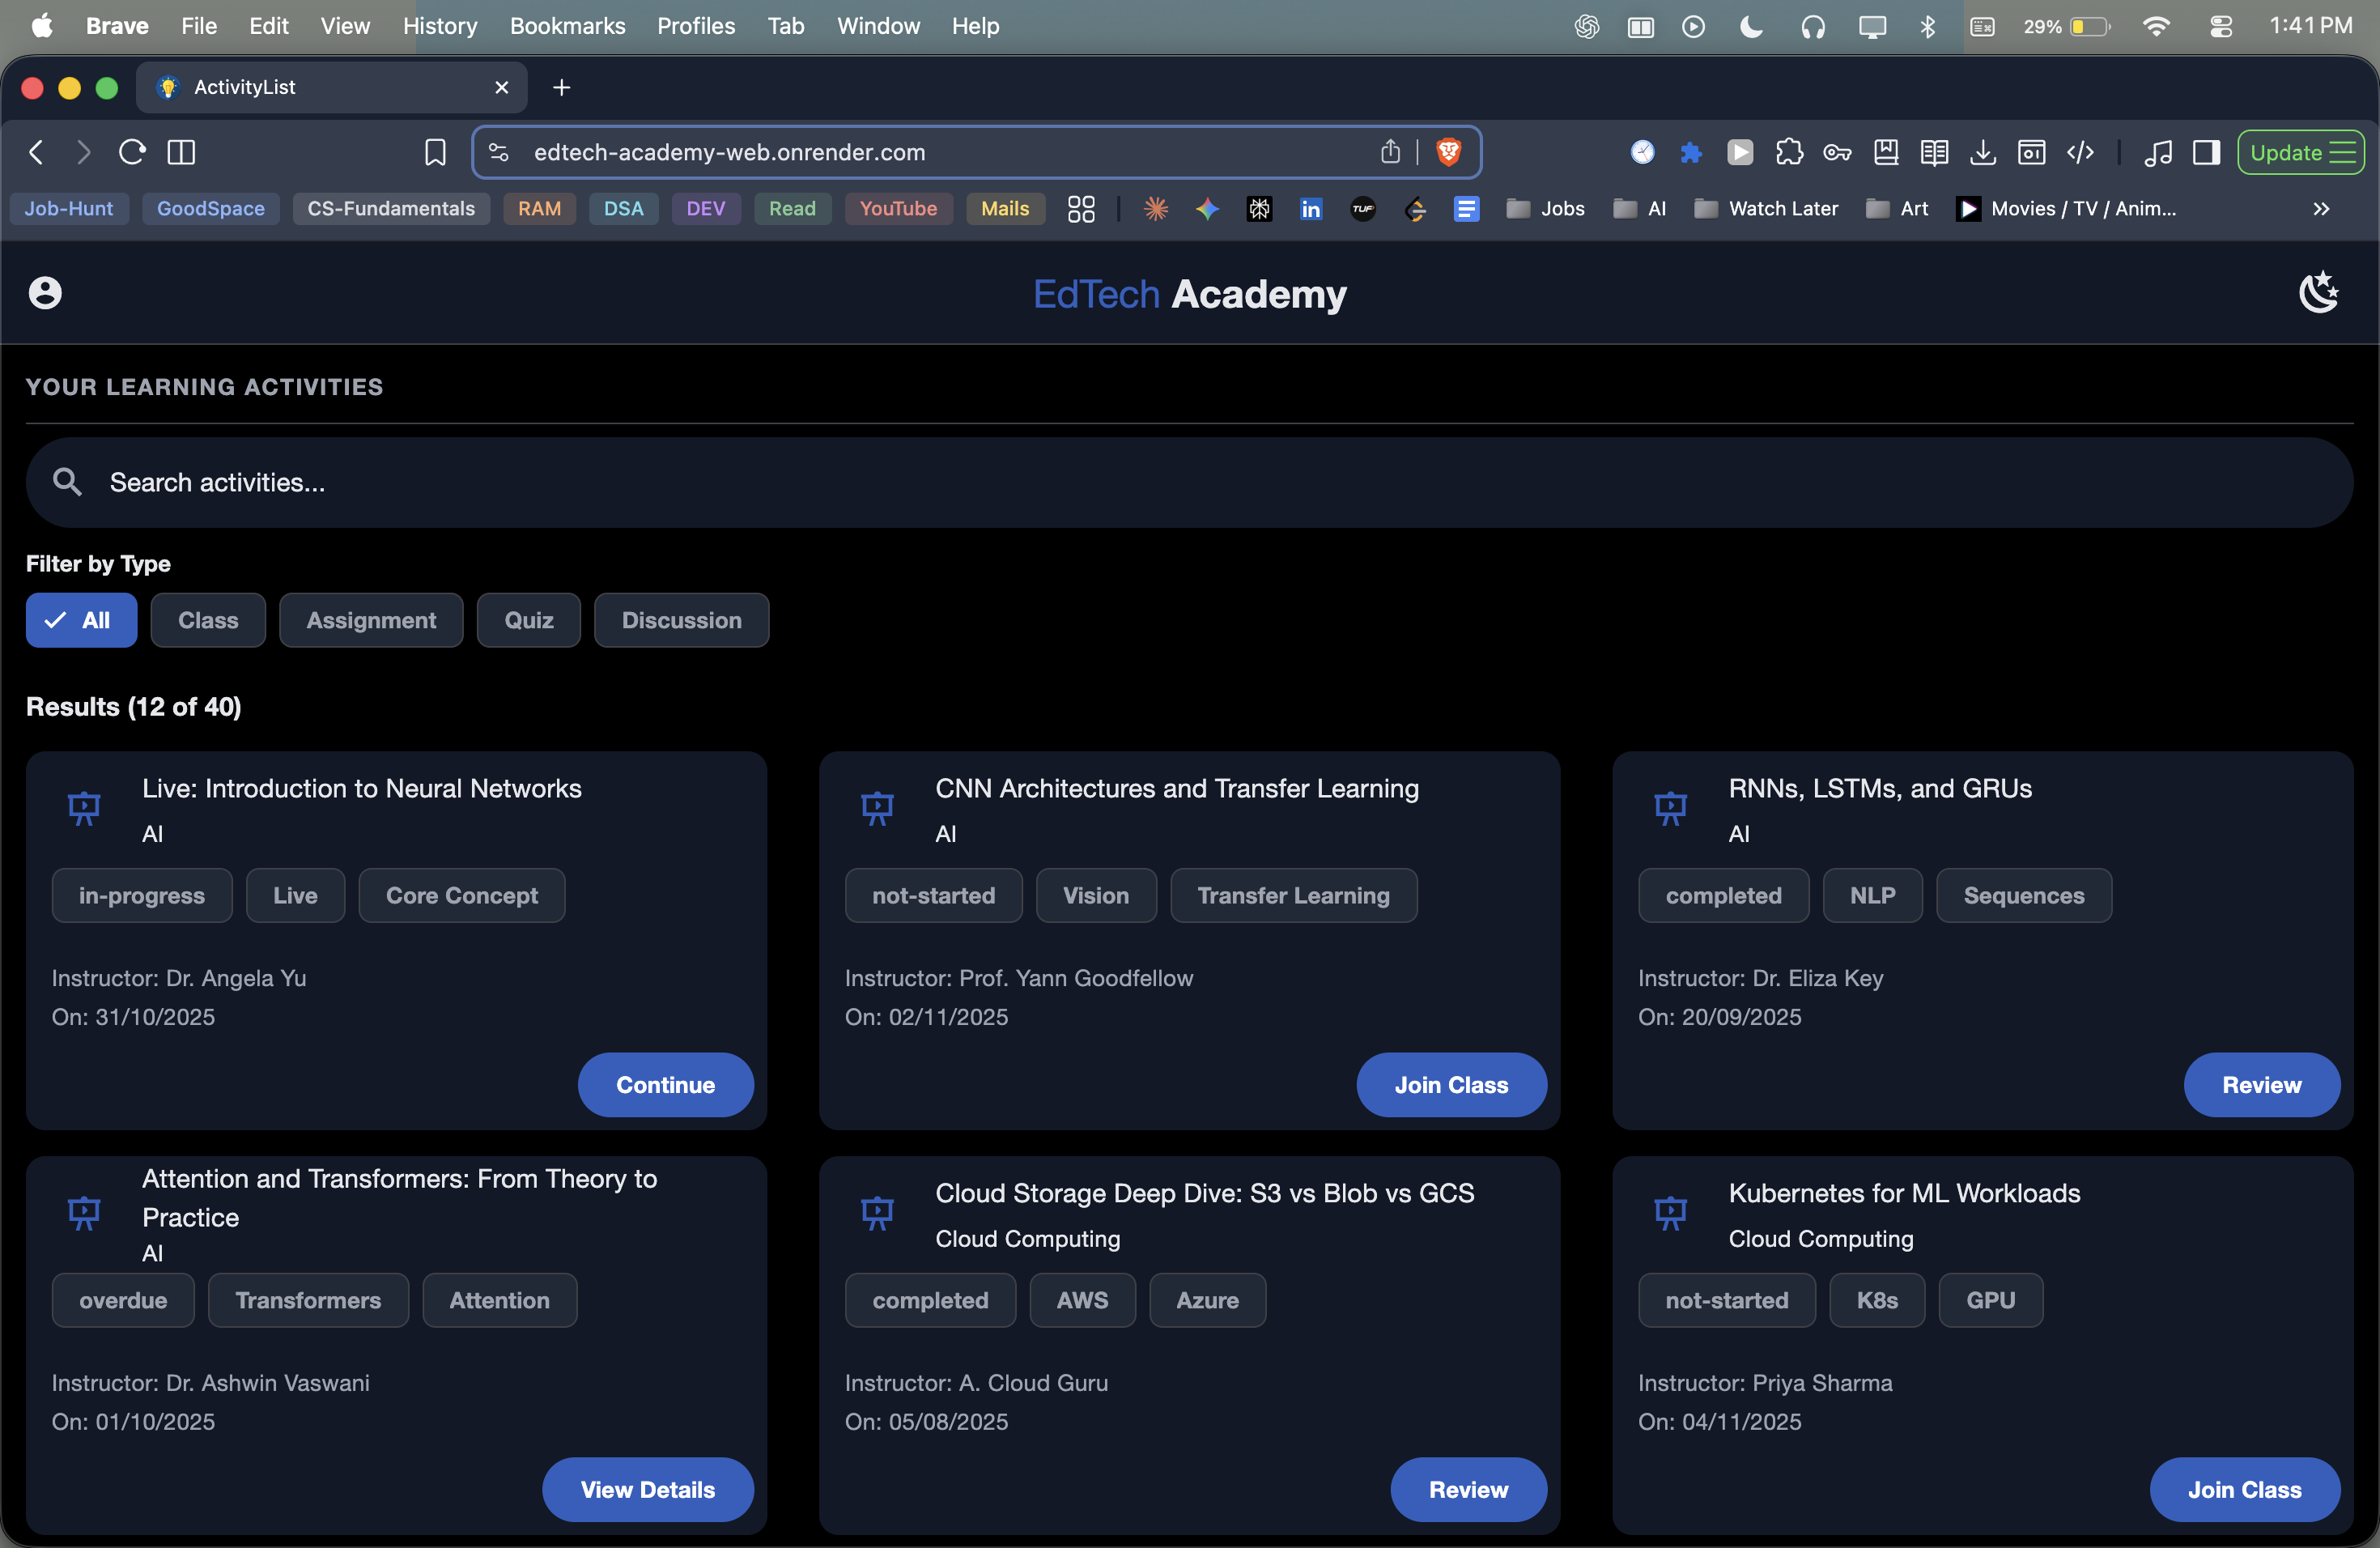 Brave File Edit View History Bookmarks Profiles Tab Window Help 29% 1:41 PM
ActivityList
edtech-academy-web.onrender.com Update
Job-Hunt GoodSpace CS-Fundamentals RAM DSA DEV Read YouTube Mails in TUF Jobs AI Watch Later Art Movies / TV / Anim...
EdTech Academy
YOUR LEARNING ACTIVITIES
Search activities...
Filter by Type
All Class Assignment Quiz Discussion
Results (12 of 40)
Live: Introduction to Neural Networks
AI
in-progress Live Core Concept
Instructor: Dr. Angela Yu
On: 31/10/2025
Continue
CNN Architectures and Transfer Learning
AI
not-started Vision Transfer Learning
Instructor: Prof. Yann Goodfellow
On: 02/11/2025
Join Class
RNNs, LSTMs, and GRUs
AI
completed NLP Sequences
Instructor: Dr. Eliza Key
On: 20/09/2025
Review
Attention and Transformers: From Theory to
Practice
AI
overdue Transformers Attention
Instructor: Dr. Ashwin Vaswani
On: 01/10/2025
View Details
Cloud Storage Deep Dive: S3 vs Blob vs GCS
Cloud Computing
completed AWS Azure
Instructor: A. Cloud Guru
On: 05/08/2025
Review
Kubernetes for ML Workloads
Cloud Computing
not-started K8s GPU
Instructor: Priya Sharma
On: 04/11/2025
Join Class